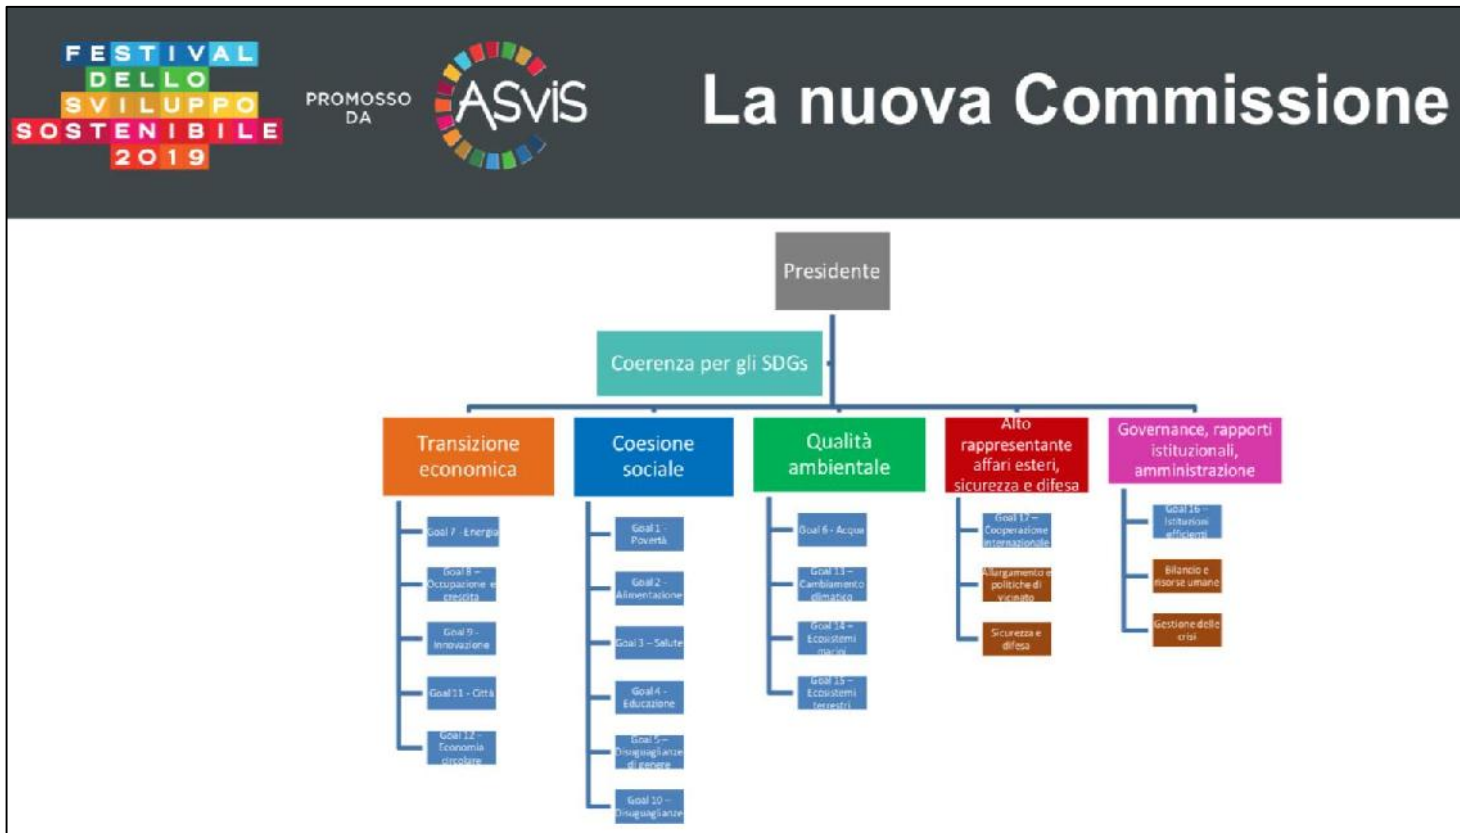 FESTIVAL
DELLO
SVILUPPO
SOSTENIBILE
2019
PROMOSSO
DA
ASviS
La nuova Commissione
Presidente
Coerenza per gli SDGs
Transizione
economica
Goal 7 - Energia
Goal 8 –
Occupazione e
crescita
Goal 9 -
Innovazione
Goal 11 - Città
Goal 12 -
Economia
circolare
Coesione
sociale
Goal 1 -
Povertà
Goal 2 -
Alimentazione
Goal 3 – Salute
Goal 4 -
Educazione
Goal 5 –
Disuguaglianze
di genere
Goal 10 –
Disuguaglianze
Qualità
ambientale
Goal 6 - Acque
Goal 13 –
Cambiamento
climatico
Goal 14 –
Ecosistemi
marini
Goal 15 –
Ecosistemi
terrestri
Alto
rappresentante
affari esteri,
sicurezza e difesa
Goal 17 –
Cooperazione
internazionale
Allargamento e
politiche di
vicinato
Sicurezza e
difesa
Governance, rapporti
istituzionali,
amministrazione
Goal 16 –
Istituzioni
efficienti
Bilancio e
risorse umane
Gestione delle
crisi